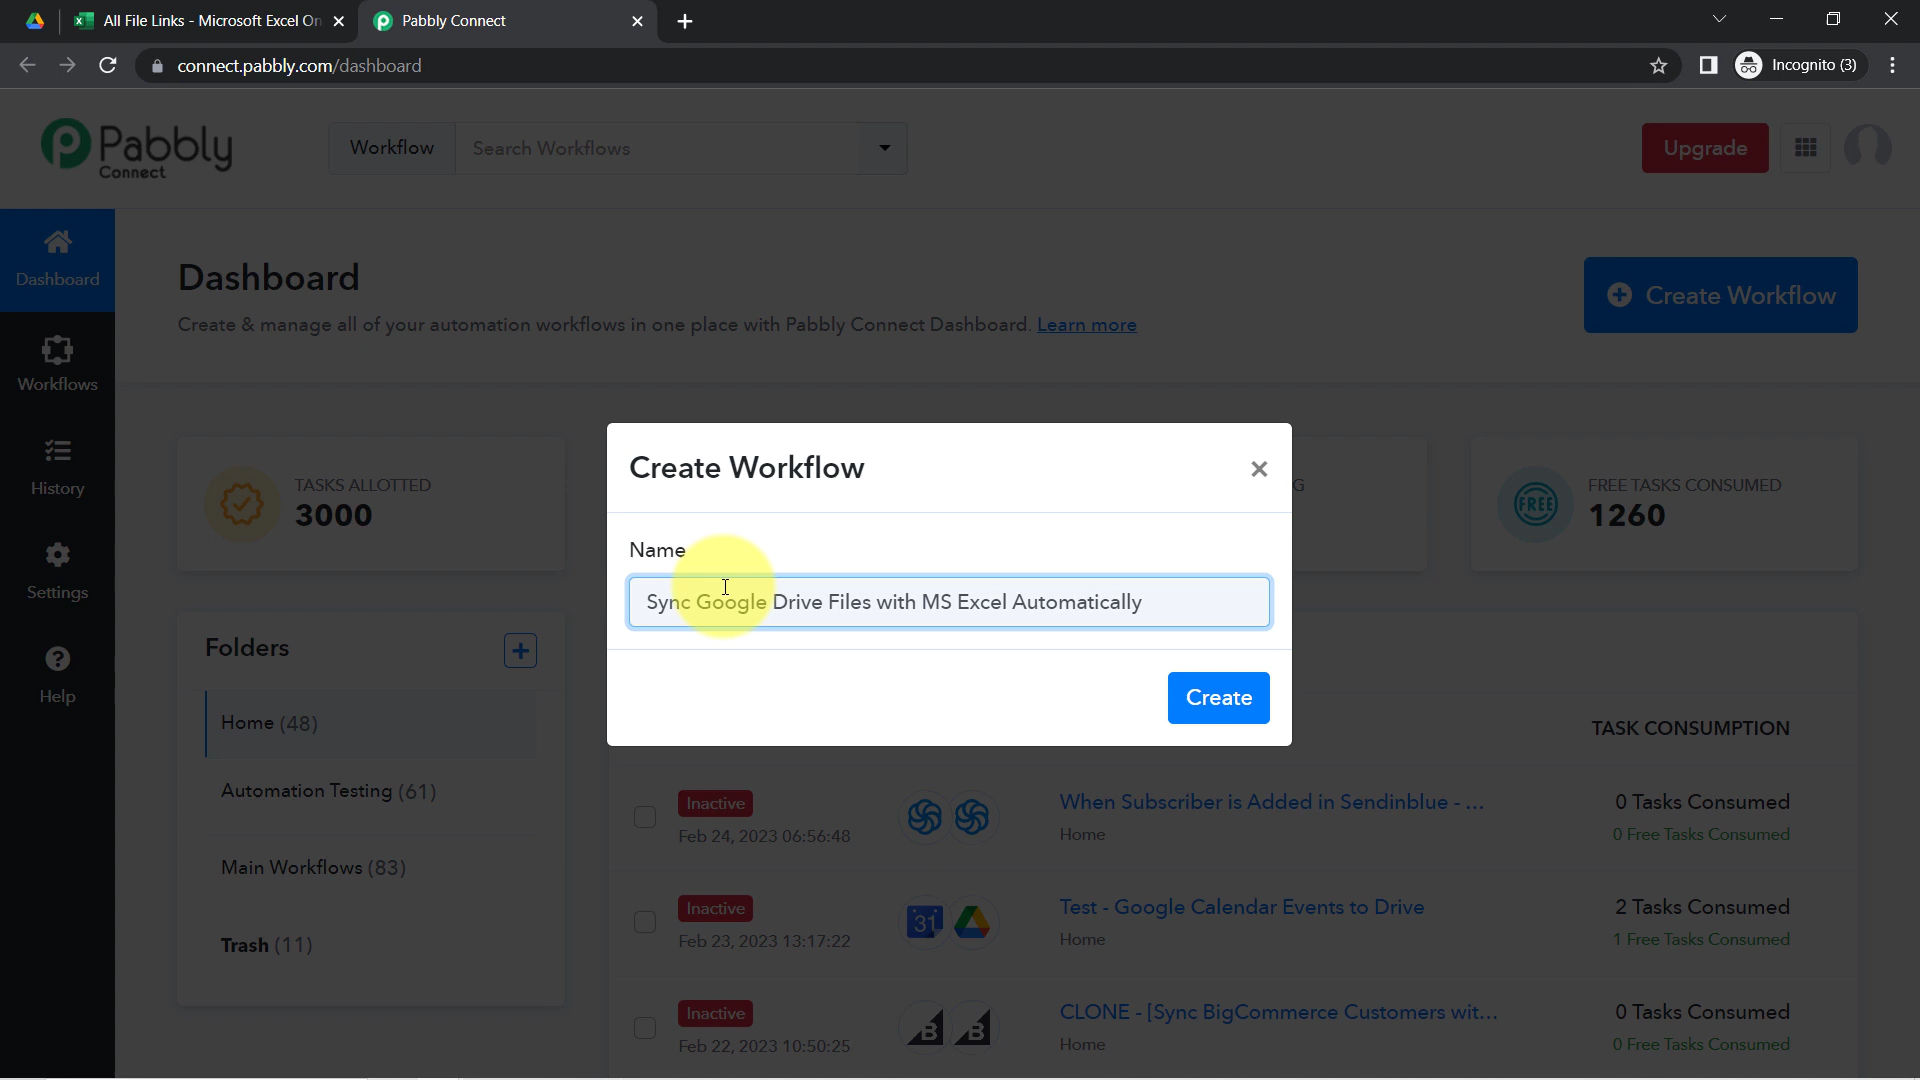 All File Links - Microsoft Excel On
Pabbly Connect
connect.pabbly.com/dashboard
Incognito (3)
Pabbly
Connect
Workflow
Search Workflows
Upgrade
Dashboard
Workflows
History
Settings
Help
Dashboard
Create & manage all of your automation workflows in one place with Pabbly Connect Dashboard. Learn more
Create Workflow
TASKS ALLOTTED
3000
G
FREE
FREE TASKS CONSUMED
1260
Create Workflow
×
Name
Sync Google Drive Files with MS Excel Automatically
Create
Folders
+
Home (48)
Automation Testing (61)
Main Workflows (83)
Trash (11)
TASK CONSUMPTION
Inactive
Feb 24, 2023 06:56:48
When Subscriber is Added in Sendinblue - ...
Home
0 Tasks Consumed
0 Free Tasks Consumed
Inactive
Feb 23, 2023 13:17:22
31
Test - Google Calendar Events to Drive
Home
2 Tasks Consumed
1 Free Tasks Consumed
Inactive
Feb 22, 2023 10:50:25
B
B
CLONE - [Sync BigCommerce Customers wit...
Home
0 Tasks Consumed
0 Free Tasks Consumed